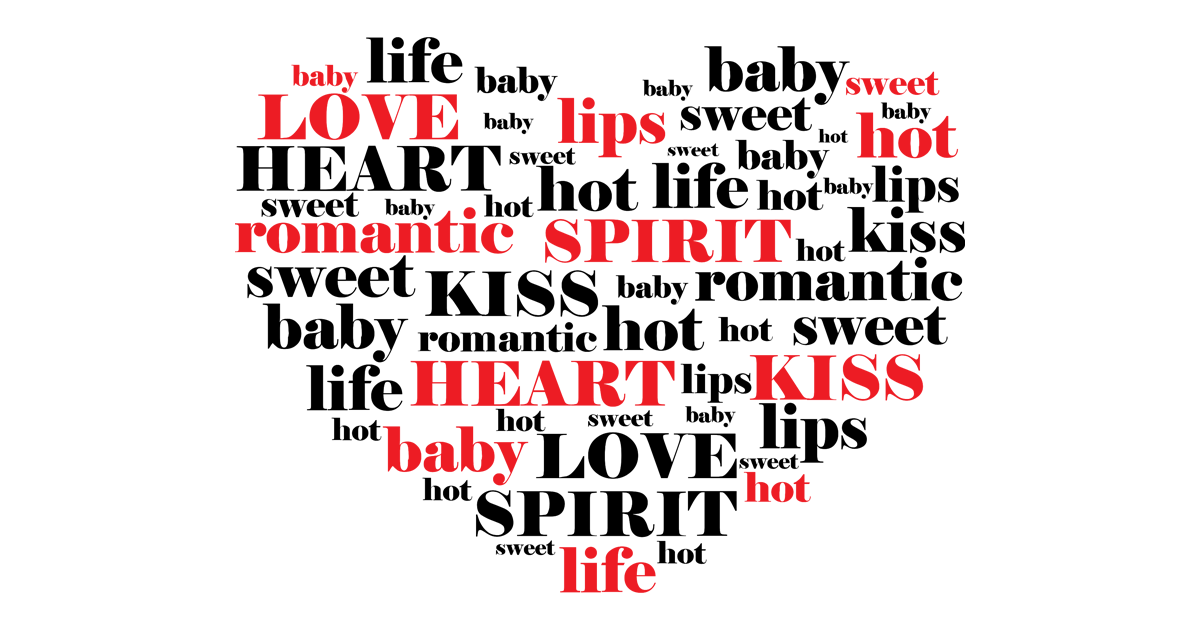 baby life baby baby baby sweet
LOVE baby lips sweet baby
HEART sweet sweet baby hot hot
sweet baby hot hot life hot baby lips
romantic SPIRIT hot kiss
sweet KISS baby romantic
baby romantic hot hot sweet
life HEART lips KISS
hot hot sweet baby lips
baby LOVE sweet
hot SPIRIT hot
sweet life hot